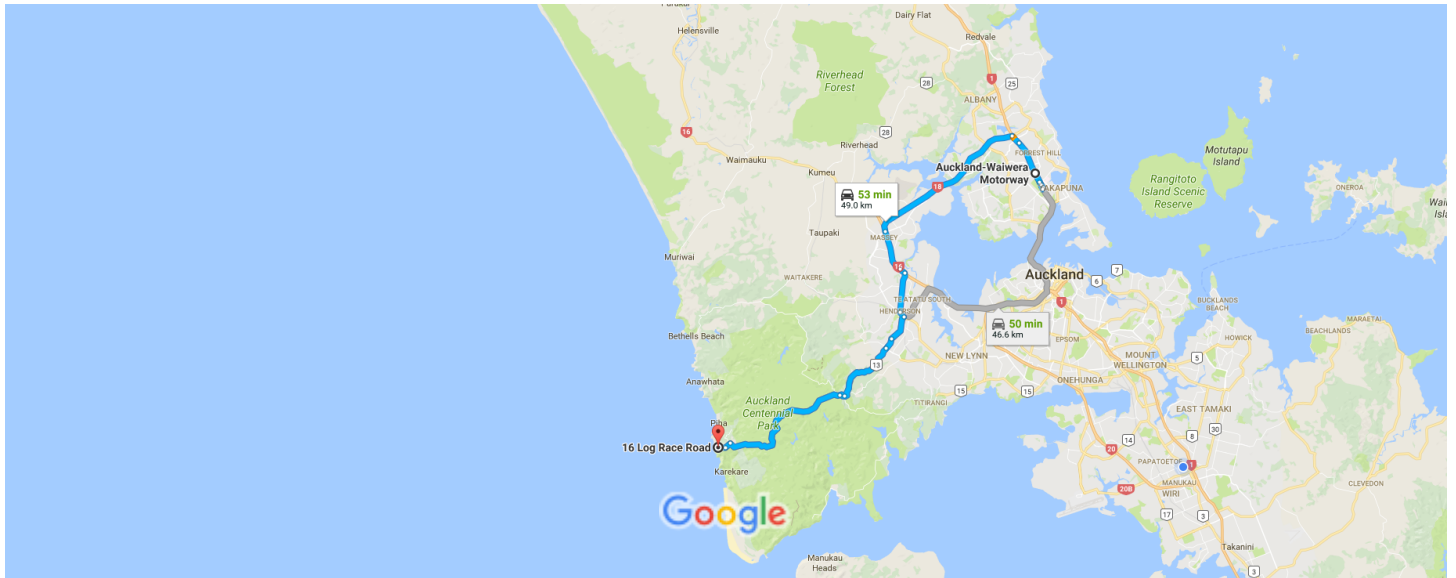 Parakai
Helensville
Dairy Flat
Redvale
1
25
28
ALBANY
Riverhead
Forest
16
28
Riverhead
Waimauku
Kumeu
FORREST HILL
Auckland-Waiwera
Motorway
TAKAPUNA
18
Motutapu
Island
Rangitoto
Island Scenic
Reserve
ONEROA
53 min
49.0 km
MASSEY
Taupaki
Muriwai
WAITAKERE
16
Auckland
6
7
TE ATATU SOUTH
HENDERSON
1
BUCKLANDS
BEACH
MARAETAI
BEACHLANDS
50 min
46.6 km
Bethells Beach
EPSOM
HOWICK
NEW LYNN
MOUNT
WELLINGTON
5
13
Anawhata
ONEHUNGA
15
15
TITIRANGI
EAST TAMAKI
Auckland
Centennial
Park
Piha
16 Log Race Road
Karekare
14
30
8
20
PAPATOETOE
1
MANUKAU
WIRI
20B
CLEVEDON
Google
17
3
Takanini
3
Manukau
Heads